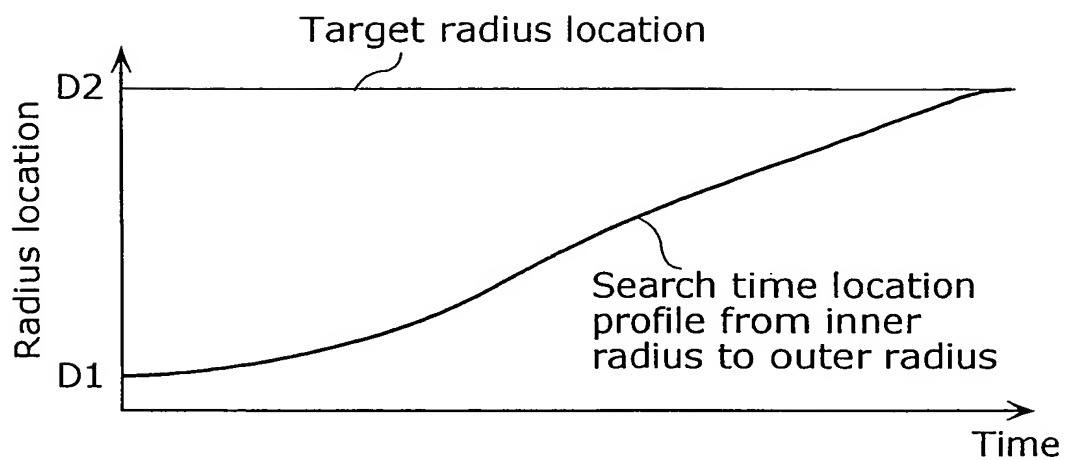 Target radius location
D2
Radius location
Search time location
profile from inner
radius to outer radius
D1
Time